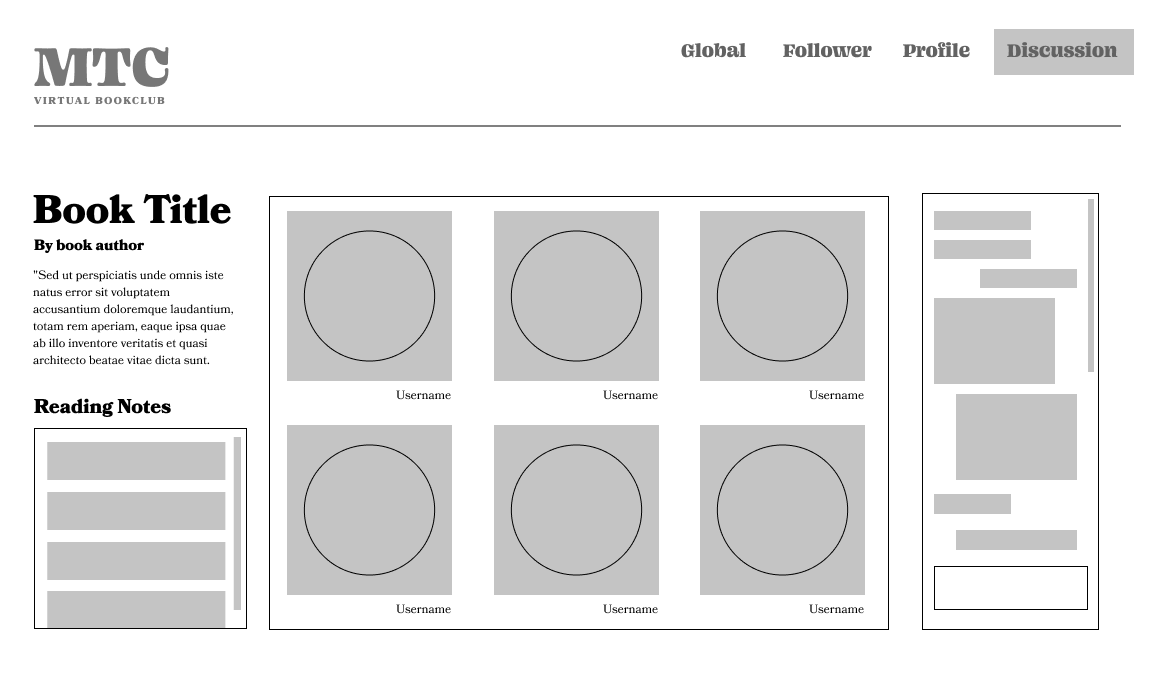 MTC
VIRTUAL BOOKCLUB
Global
Follower
Profile
Discussion
Book Title
By book author
"Sed ut perspiciatis unde omnis iste
natus error sit voluptatem
accusantium doloremque laudantium,
totam rem aperiam, eaque ipsa quae
ab illo inventore veritatis et quasi
architecto beatae vitae dicta sunt.
Reading Notes
Username
Username
Username
Username
Username
Username